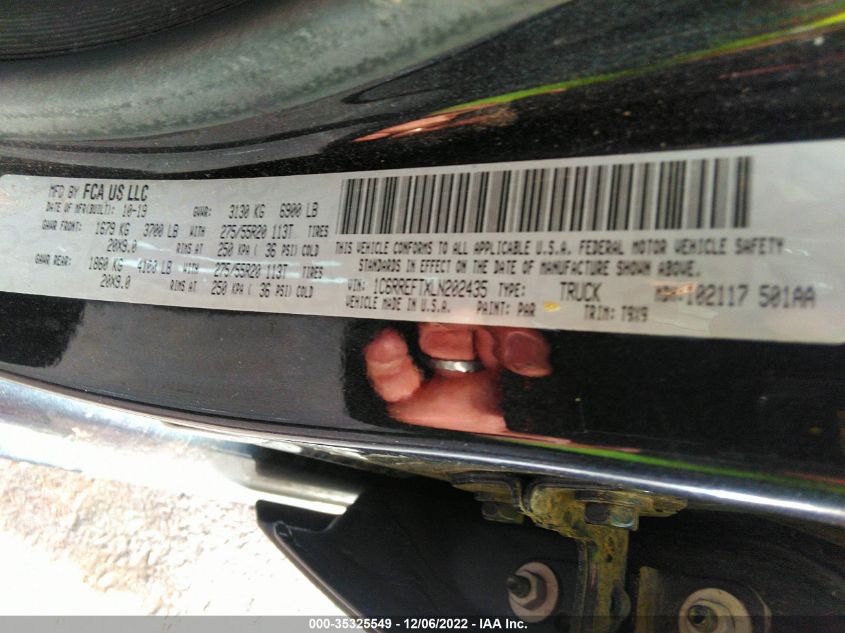 MFD BY FCA US LLC
DATE OF MFR(BUILT): 10-19 GVWR: 3130 KG 6900 LB
GAWR FRONT: 1679 KG 3700 LB WITH 275/55R20 113T TIRES
20X9.0 RIMS AT 250 KPA ( 36 PSI) COLD
GAWR REAR: 1860 KG 4100 LB WITH 275/55R20 113T TIRES
20X9.0 RIMS AT 250 KPA ( 36 PSI) COLD
THIS VEHICLE CONFORMS TO ALL APPLICABLE U.S.A. FEDERAL MOTOR VEHICLE SAFETY
STANDARDS IN EFFECT ON THE DATE OF MANUFACTURE SHOWN ABOVE.
VIN: 1C6RREFTXLN202435 TYPE: TRUCK 102117 501AA
VEHICLE MADE IN U.S.A. PAINT: PAR TRIM: T9X9
000-35325549 - 12/06/2022 - IAA Inc.